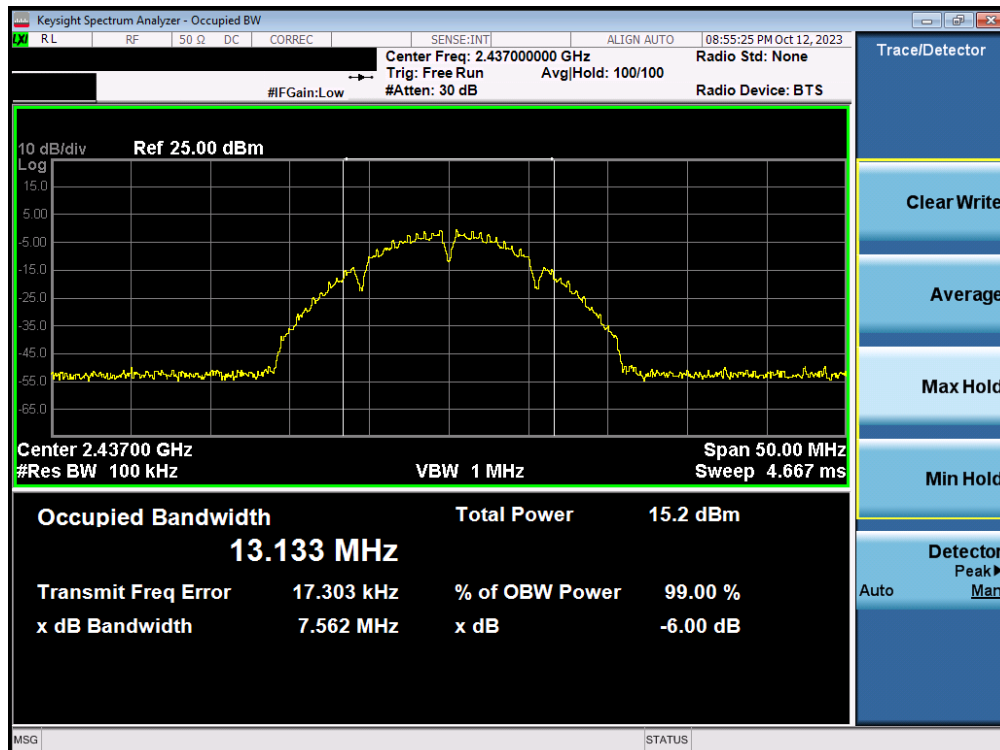 Keysight Spectrum Analyzer - Occupied BW
LXI RL RF 50 Ω DC CORREC SENSE:INT ALIGN AUTO 08:55:25 PM Oct 12, 2023
Center Freq: 2.437000000 GHz Radio Std: None
Trig: Free Run Avg|Hold: 100/100
#IFGain:Low #Atten: 30 dB Radio Device: BTS
Trace/Detector
10 dB/div Ref 25.00 dBm
Log
15.0
5.00
-5.00
-15.0
-25.0
-35.0
-45.0
-55.0
-65.0
Center 2.43700 GHz Span 50.00 MHz
#Res BW 100 kHz VBW 1 MHz Sweep 4.667 ms
Occupied Bandwidth Total Power 15.2 dBm
13.133 MHz
Transmit Freq Error 17.303 kHz % of OBW Power 99.00 %
x dB Bandwidth 7.562 MHz x dB -6.00 dB
Clear Write
Average
Max Hold
Min Hold
Detector
Peak
Auto Man
MSG STATUS